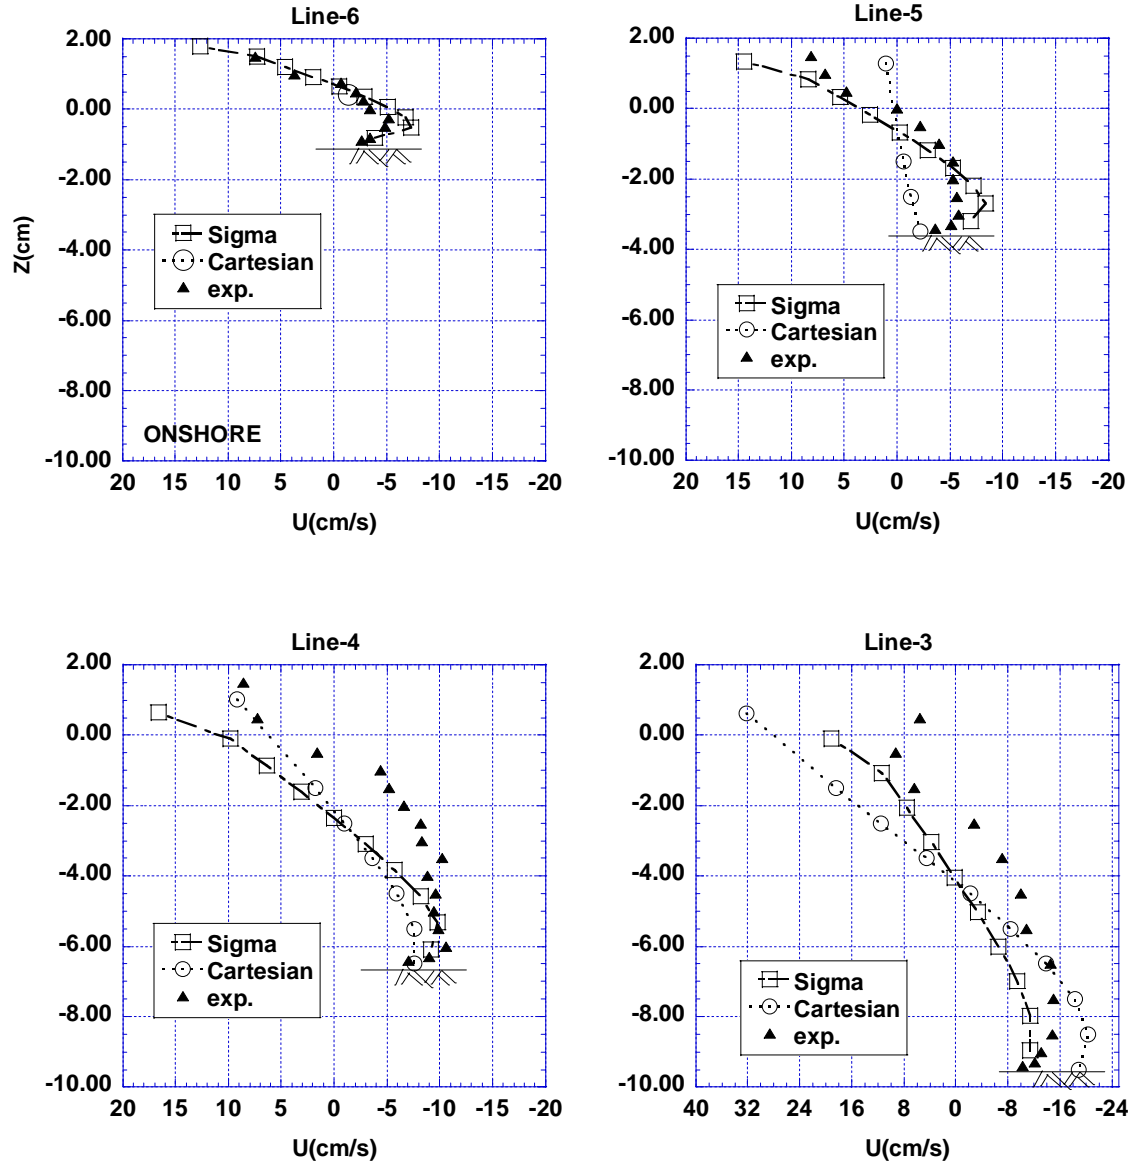 Line-6
2.00
0.00
-2.00
-4.00
-6.00
-8.00
-10.00
Z(cm)
Sigma
Cartesian
exp.
ONSHORE
20 15 10 5 0 -5 -10 -15 -20
U(cm/s)
Line-5
2.00
0.00
-2.00
-4.00
-6.00
-8.00
-10.00
Sigma
Cartesian
exp.
20 15 10 5 0 -5 -10 -15 -20
U(cm/s)
Line-4
2.00
0.00
-2.00
-4.00
-6.00
-8.00
-10.00
Sigma
Cartesian
exp.
20 15 10 5 0 -5 -10 -15 -20
U(cm/s)
Line-3
2.00
0.00
-2.00
-4.00
-6.00
-8.00
-10.00
Sigma
Cartesian
exp.
40 32 24 16 8 0 -8 -16 -24
U(cm/s)